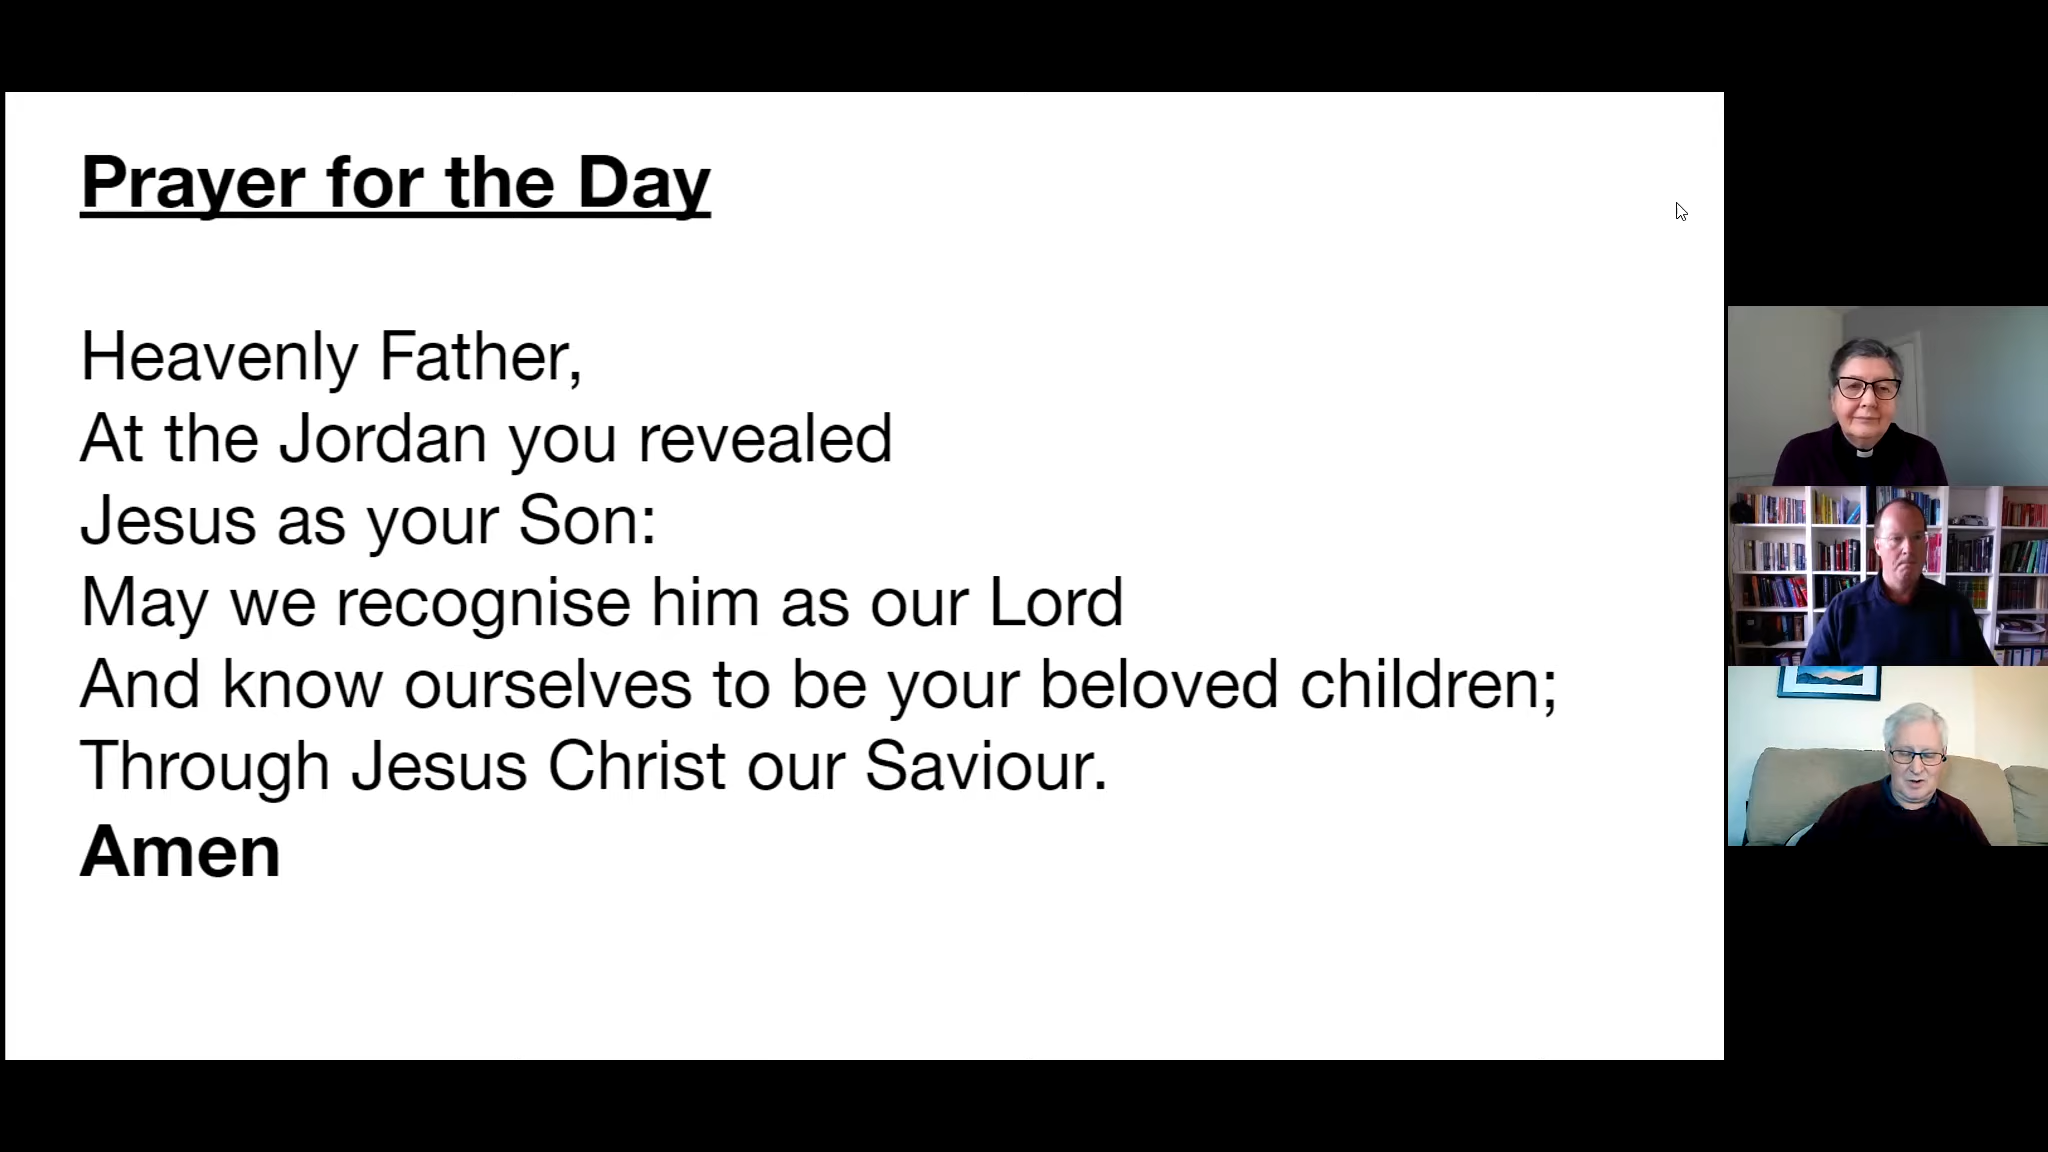 Prayer for the Day
Heavenly Father,
At the Jordan you revealed
Jesus as your Son:
May we recognise him as our Lord
And know ourselves to be your beloved children;
Through Jesus Christ our Saviour.
Amen